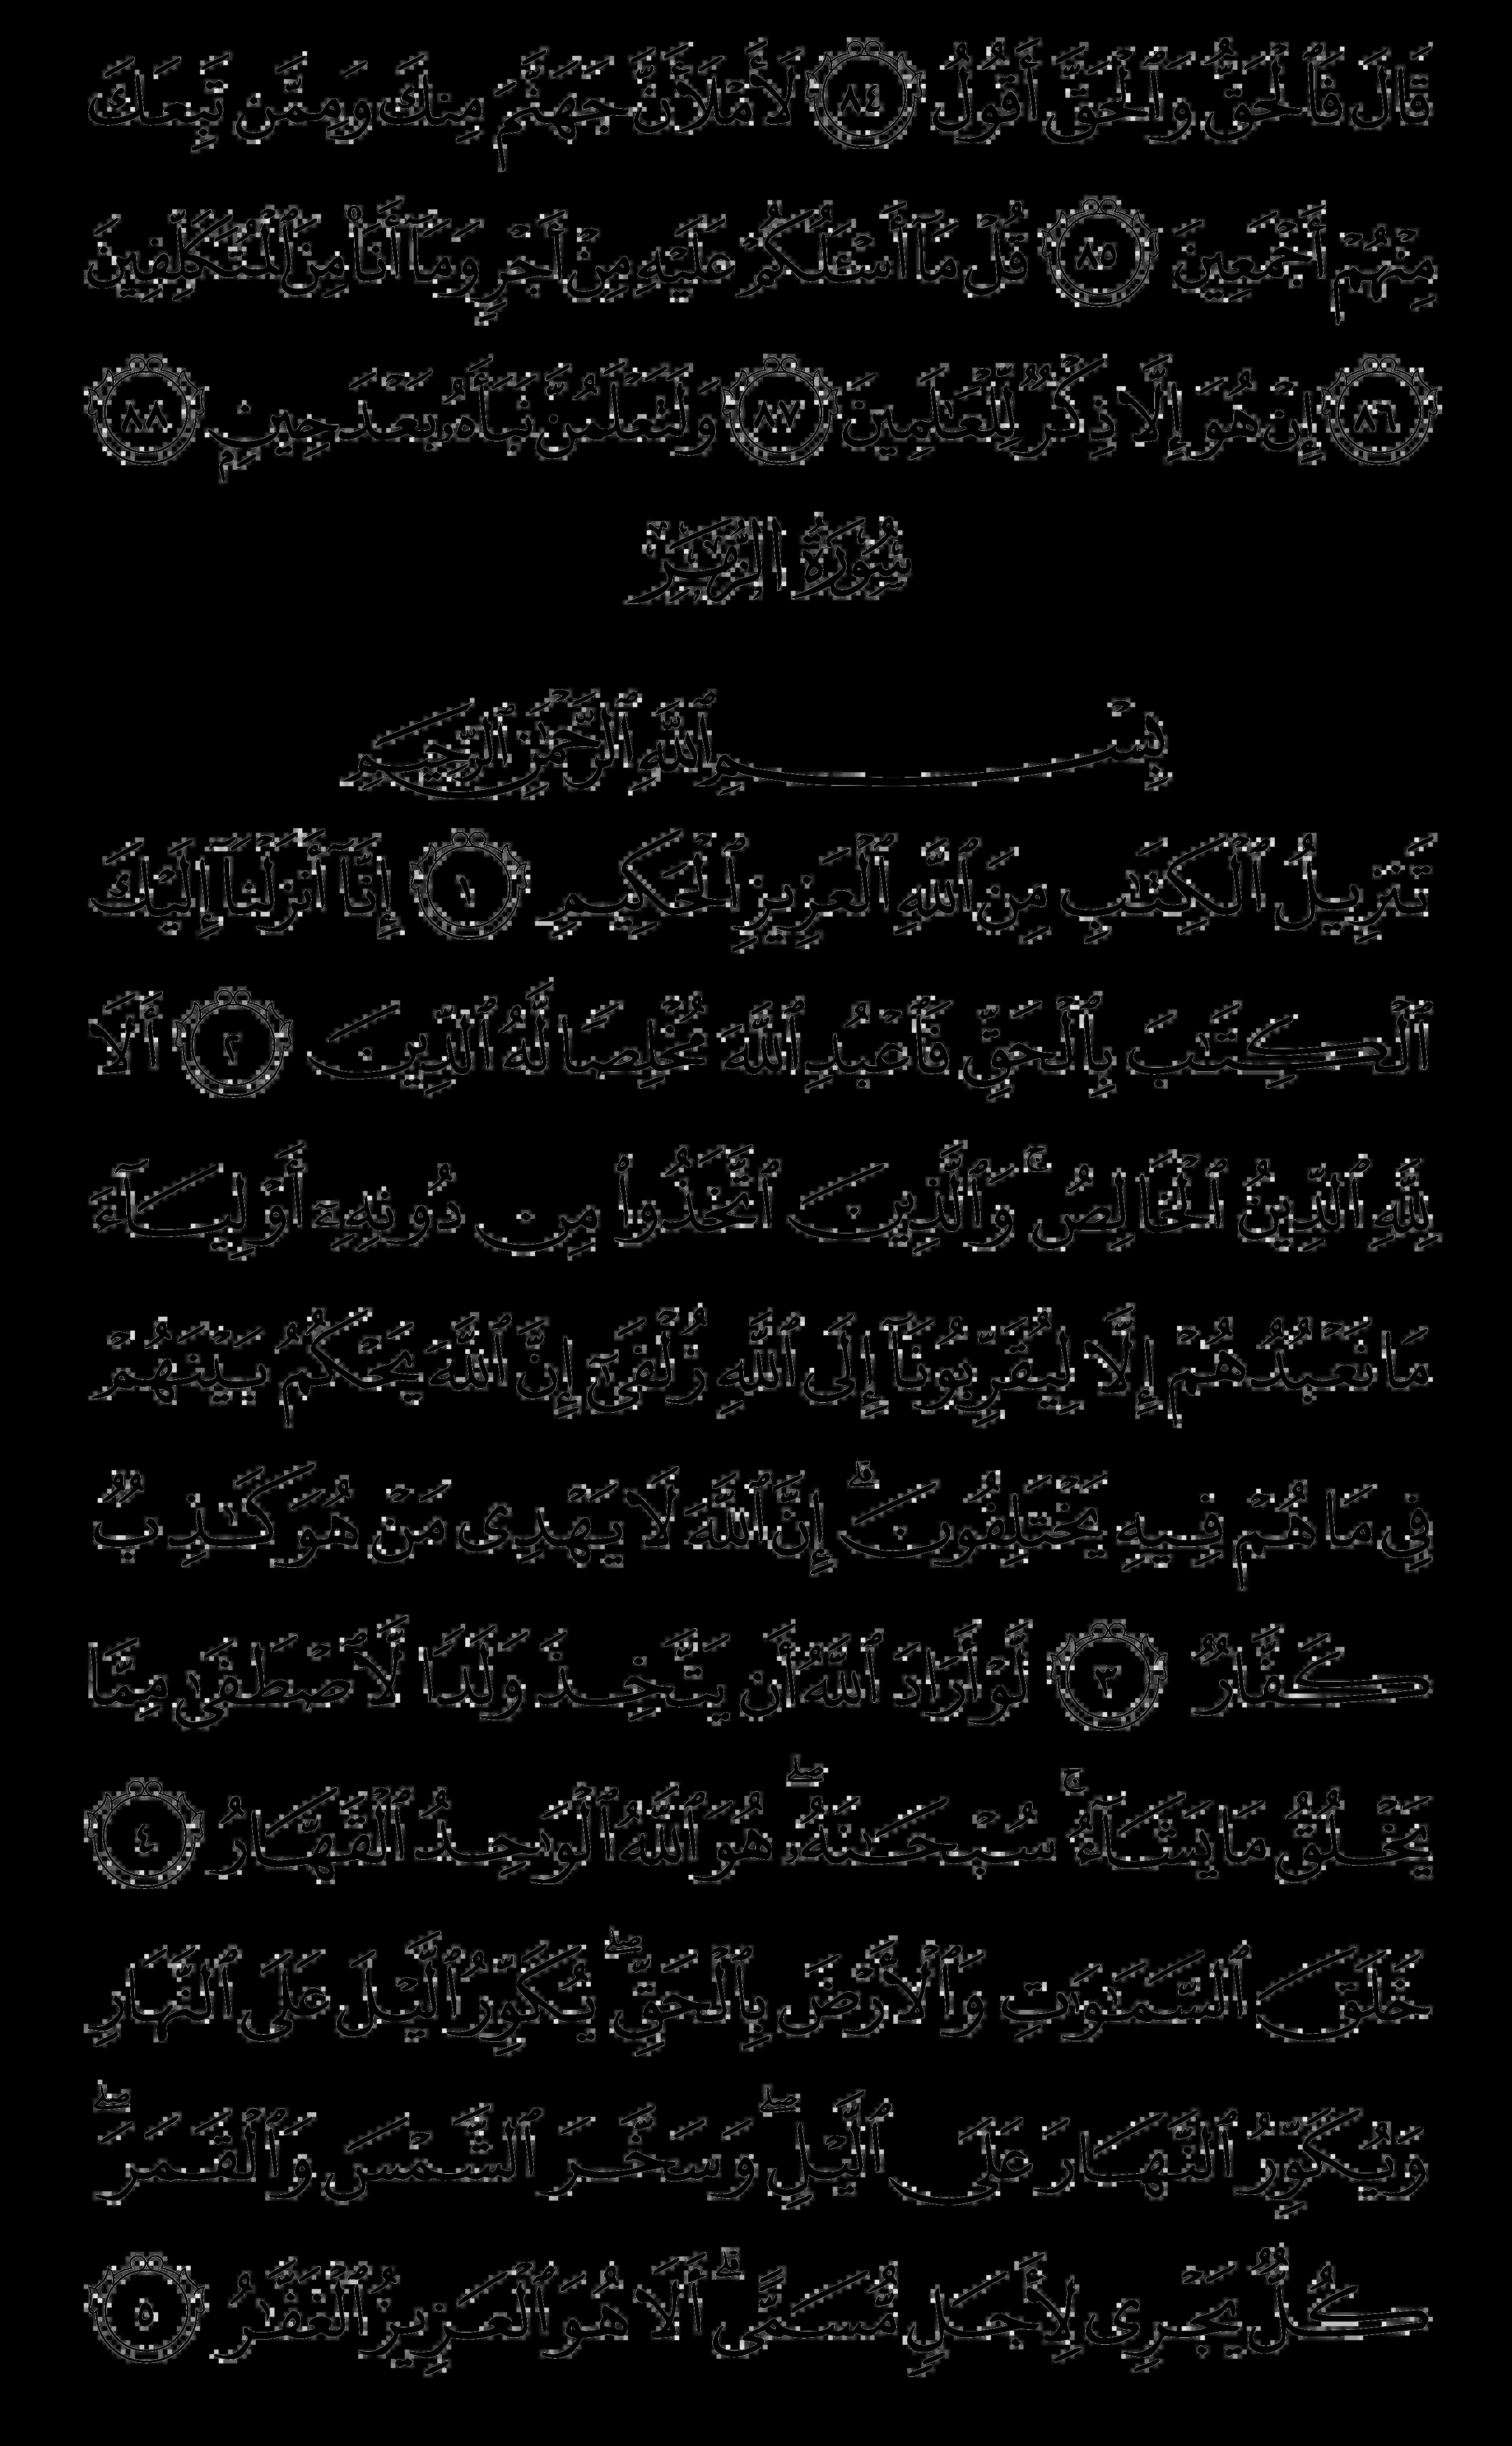 قَالَ فَٱلْحَقُّ وَٱلْحَقَّ أَقُولُ ٨٤ لَأَمْلَأَنَّ جَهَنَّمَ مِنكَ وَمِمَّن تَبِعَكَ
مِنْهُمْ أَجْمَعِينَ ٨٥ قُلْ مَآ أَسْـَٔلُكُمْ عَلَيْهِ مِنْ أَجْرٍ وَمَآ أَنَا۠ مِنَ ٱلْمُتَكَلِّفِينَ
٨٦ إِنْ هُوَ إِلَّا ذِكْرٌ لِّلْعَـٰلَمِينَ ٨٧ وَلَتَعْلَمُنَّ نَبَأَهُۥ بَعْدَ حِينٍۭ ٨٨
سُورَةُ الزُّمَرِ
بِسْمِ ٱللَّهِ ٱلرَّحْمَـٰنِ ٱلرَّحِيمِ
تَنزِيلُ ٱلْكِتَـٰبِ مِنَ ٱللَّهِ ٱلْعَزِيزِ ٱلْحَكِيمِ ١ إِنَّآ أَنزَلْنَآ إِلَيْكَ
ٱلْكِتَـٰبَ بِٱلْحَقِّ فَٱعْبُدِ ٱللَّهَ مُخْلِصًا لَّهُ ٱلدِّينَ ٢ أَلَا
لِلَّهِ ٱلدِّينُ ٱلْخَالِصُ ۚ وَٱلَّذِينَ ٱتَّخَذُوا۟ مِن دُونِهِۦٓ أَوْلِيَآءَ
مَا نَعْبُدُهُمْ إِلَّا لِيُقَرِّبُونَآ إِلَى ٱللَّهِ زُلْفَىٰٓ إِنَّ ٱللَّهَ يَحْكُمُ بَيْنَهُمْ
فِى مَا هُمْ فِيهِ يَخْتَلِفُونَ ۗ إِنَّ ٱللَّهَ لَا يَهْدِى مَنْ هُوَ كَـٰذِبٌ
كَفَّارٌ ٣ لَّوْ أَرَادَ ٱللَّهُ أَن يَتَّخِذَ وَلَدًا لَّٱصْطَفَىٰ مِمَّا
يَخْلُقُ مَا يَشَآءُ ۚ سُبْحَـٰنَهُۥ ۖ هُوَ ٱللَّهُ ٱلْوَٰحِدُ ٱلْقَهَّارُ ٤
خَلَقَ ٱلسَّمَـٰوَٰتِ وَٱلْأَرْضَ بِٱلْحَقِّ ۖ يُكَوِّرُ ٱلَّيْلَ عَلَى ٱلنَّهَارِ
وَيُكَوِّرُ ٱلنَّهَارَ عَلَى ٱلَّيْلِ ۖ وَسَخَّرَ ٱلشَّمْسَ وَٱلْقَمَرَ ۖ
كُلٌّ يَجْرِى لِأَجَلٍ مُّسَمًّى ۗ أَلَا هُوَ ٱلْعَزِيزُ ٱلْغَفَّـٰرُ ٥